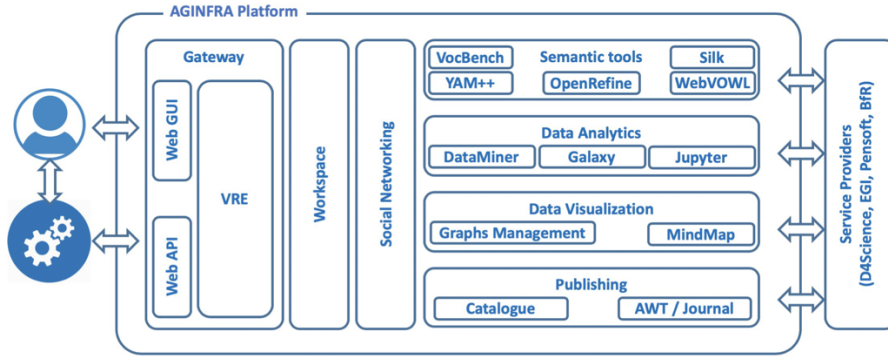 AGINFRA Platform
Gateway
Web GUI
Web API
VRE
Workspace
Social Networking
VocBench
Semantic tools
Silk
YAM++
OpenRefine
WebVOWL
Data Analytics
DataMiner
Galaxy
Jupyter
Data Visualization
Graphs Management
MindMap
Publishing
Catalogue
AWT / Journal
Service Providers
(D4Science, EGI, Pensoft, BfR)